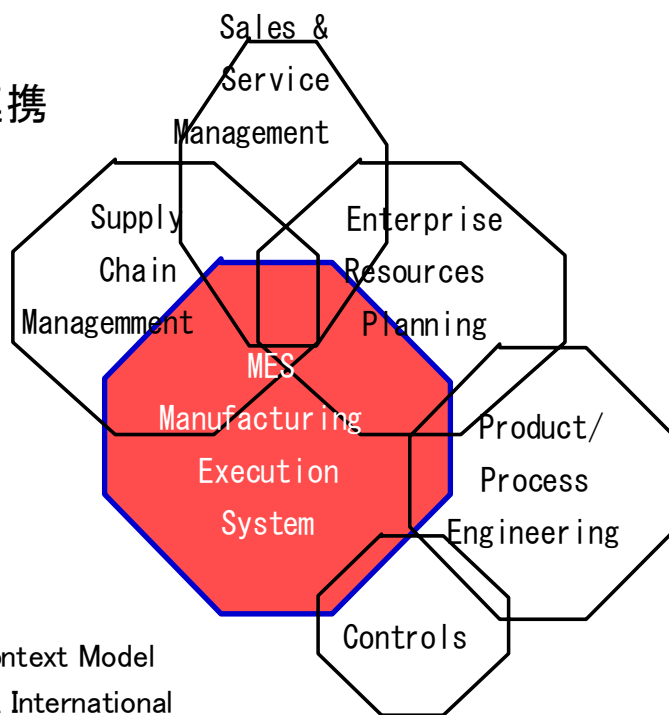 携
Sales &
Service
Management
Supply
Chain
Managemment
Enterprise
Resources
Planning
MES
Manufacturing
Execution
System
Product/
Process
Engineering
Controls
Model
International